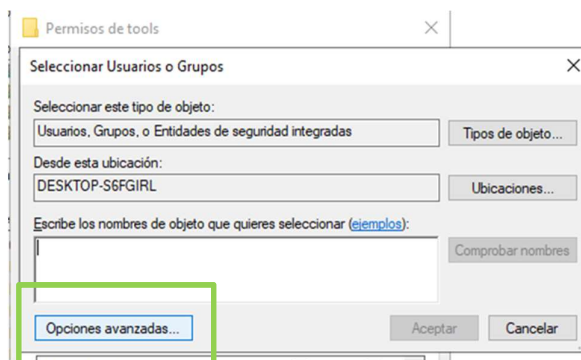 Permisos de tools
Seleccionar Usuarios o Grupos
Seleccionar este tipo de objeto:
Usuarios, Grupos, o Entidades de seguridad integradas
Tipos de objeto...
Desde esta ubicación:
DESKTOP-S6FGIRL
Ubicaciones...
Escribe los nombres de objeto que quieres seleccionar (ejemplos):
Comprobar nombres
Opciones avanzadas...
Aceptar
Cancelar